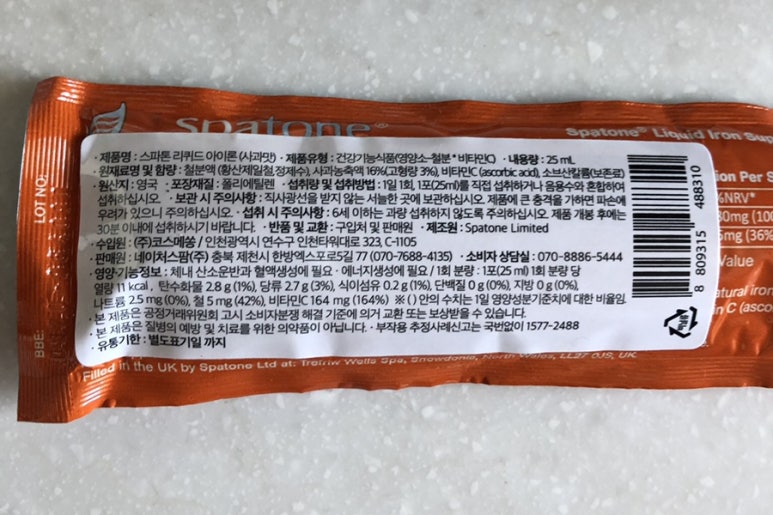 spatone®
Spatone® Liquid Iron Sup
· 제품명 : 스파톤 리퀴드 아이론 (사과맛) · 제품유형 : 건강기능식품(영양소-철분 * 비타민C) · 내용량 : 25 mL
· 원재료명 및 함량 : 철분액 (황산제일철,정제수), 사과농축액 16%(고형량 3%), 비타민C (ascorbic acid), 소브산칼륨(보존료)
· 원산지 : 영국 · 포장재질 : 폴리에틸렌 · 섭취량 및 섭취방법 : 1일 1회, 1포(25ml)를 직접 섭취하거나 음용수와 혼합하여
섭취하십시오. · 보관 시 주의사항 : 직사광선을 받지 않는 서늘한 곳에 보관하십시오. 제품에 큰 충격을 가하면 파손에
우려가 있으니 주의하십시오. · 섭취 시 주의사항 : 6세 이하는 과량 섭취하지 않도록 주의하십시오. 제품 개봉 후에는
30분 이내에 섭취하시기 바랍니다. · 반품 및 교환 : 구입처 및 판매원 · 제조원 : Spatone Limited
· 수입원 : (주)코스메쏭 / 인천광역시 연수구 인천타워대로 323, C-1105
· 판매원 : 네이처스팜(주) 충북 제천시 한방엑스포로5길 77 (070-7688-4135) · 소비자 상담실 : 070-8886-5444
· 영양·기능정보 : 체내 산소운반과 혈액생성에 필요 · 에너지생성에 필요 / 1회 분량 : 1포(25 ml) 1회 분량 당
열량 11 kcal, 탄수화물 2.8 g (1%), 당류 2.7 g (3%), 식이섬유 0.2 g (1%), 단백질 0 g (0%), 지방 0 g (0%),
나트륨 2.5 mg (0%), 철 5 mg (42%), 비타민C 164 mg (164%) ※ ( ) 안의 수치는 1일 영양성분기준치에 대한 비율임.
· 본 제품은 공정거래위원회 고시 소비자분쟁 해결 기준에 의거 교환 또는 보상받을 수 있습니다.
· 본 제품은 질병의 예방 및 치료를 위한 의약품이 아닙니다. · 부작용 추정사례신고는 국번없이 1577-2488
· 유통기한 : 별도표기일 까지
8 809315 488310
LOT NO:
BBE:
ion Per S
%NRV*
(100
mg (36%
Value
atural iron
in C (asco
Filled in the UK by Spatone Ltd at: Trefriw Wells Spa, Snowdonia, North Wales, LL27 0JS, UK